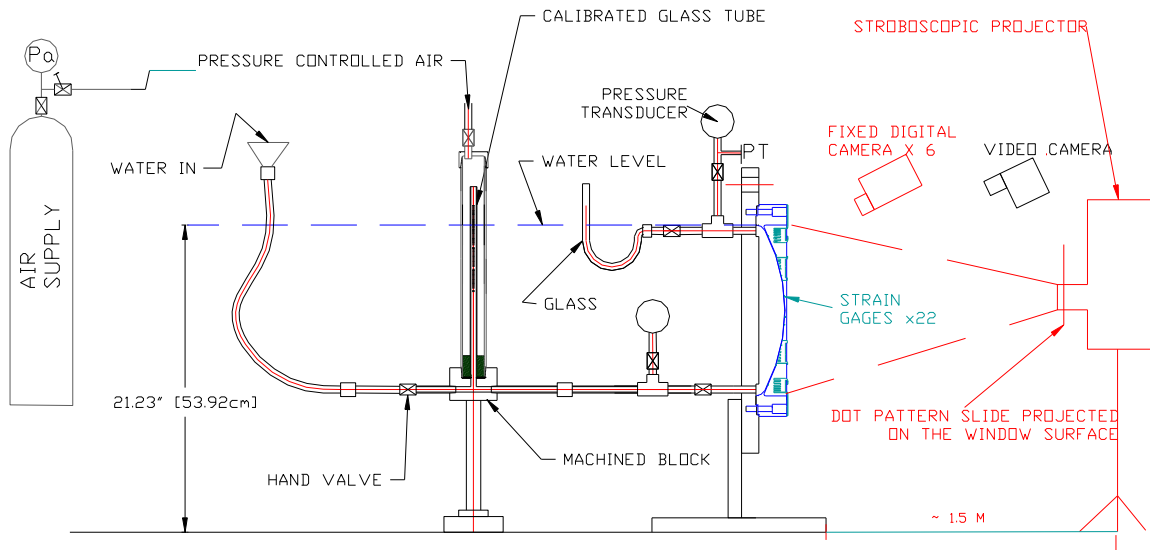 CALIBRATED GLASS TUBE
STROBOSCOPIC PROJECTOR
Pa
PRESSURE CONTROLLED AIR
PRESSURE
TRANSDUCER
FIXED DIGITAL
CAMERA X 6
VIDEO .CAMERA
PT
WATER IN
WATER LEVEL
AIR
SUPPLY
GLASS
STRAIN
GAGES x22
21.23" [53.92cm]
DOT PATTERN SLIDE PROJECTED
ON THE WINDOW SURFACE
MACHINED BLOCK
HAND VALVE
~ 1.5 M